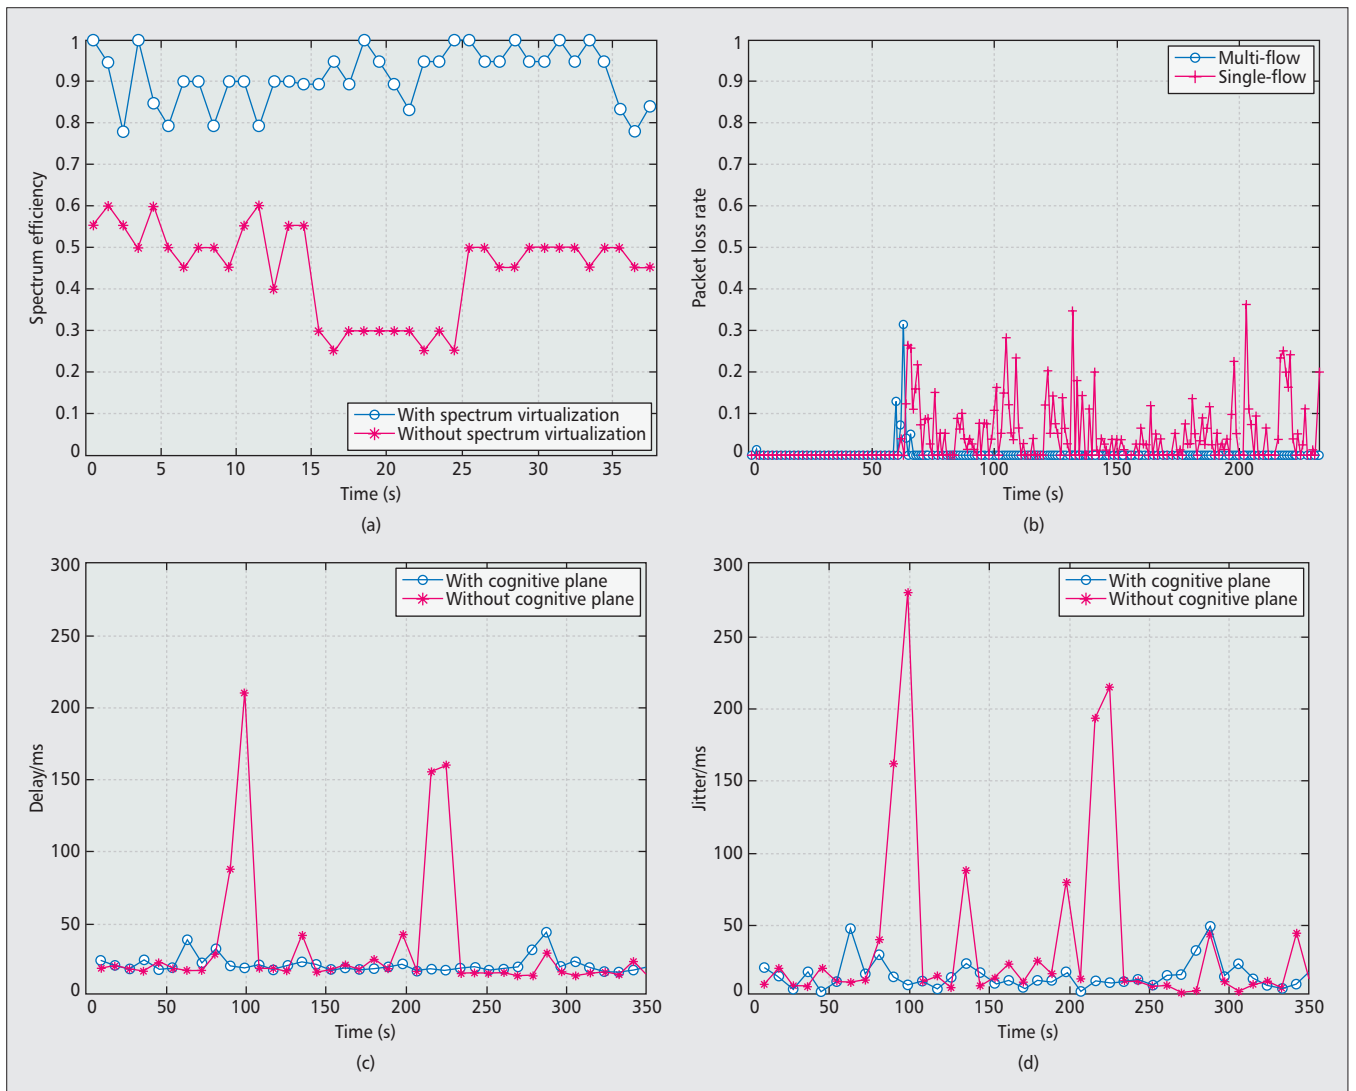 1
0.9
0.8
0.7
0.6
0.5
0.4
0.3
0.2
0.1
0
Spectrum efficiency
With spectrum virtualization
Without spectrum virtualization
0 5 10 15 20 25 30 35
Time (s)
(a)
1
0.9
0.8
0.7
0.6
0.5
0.4
0.3
0.2
0.1
0
Packet loss rate
Multi-flow
Single-flow
0 50 100 150 200
Time (s)
(b)
300
250
200
150
100
50
0
Delay/ms
With cognitive plane
Without cognitive plane
0 50 100 150 200 250 300 350
Time (s)
(c)
300
250
200
150
100
50
0
Jitter/ms
With cognitive plane
Without cognitive plane
0 50 100 150 200 250 300 350
Time (s)
(d)